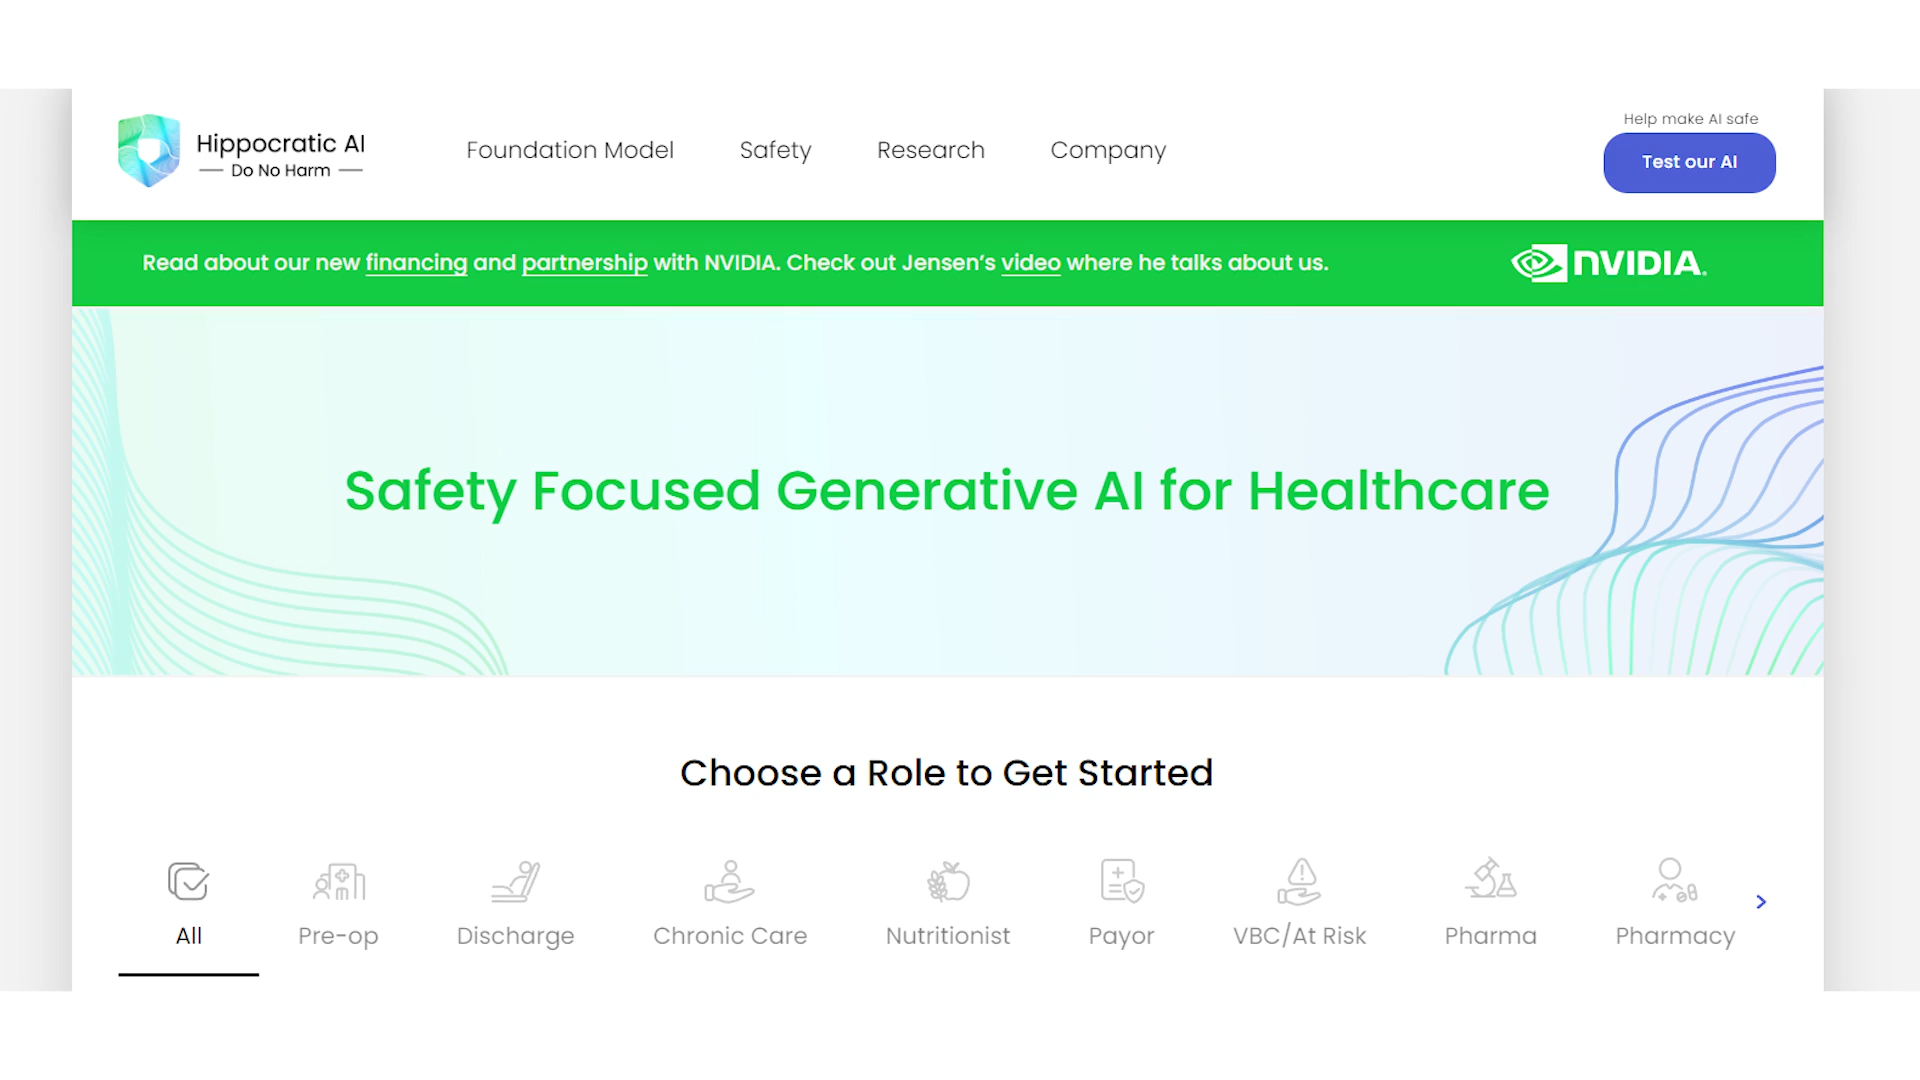 Hippocratic AI
Do No Harm
Foundation Model
Safety
Research
Company
Help make AI safe
Test our AI
Read about our new financing and partnership with NVIDIA. Check out Jensen’s video where he talks about us.
NVIDIA.
Safety Focused Generative AI for Healthcare
Choose a Role to Get Started
All
Pre-op
Discharge
Chronic Care
Nutritionist
Payor
VBC/At Risk
Pharma
Pharmacy